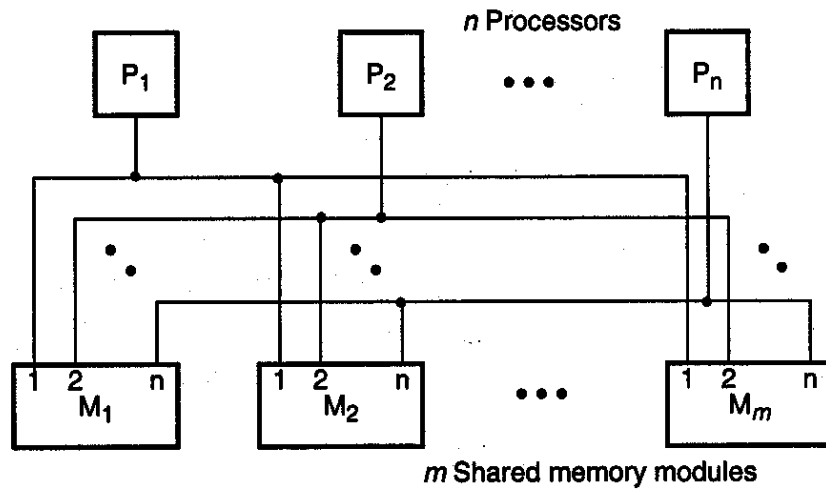 n Processors
P1 P2 Pn
1 2 n 1 2 n 1 2 n
M1 M2 Mm
m Shared memory modules